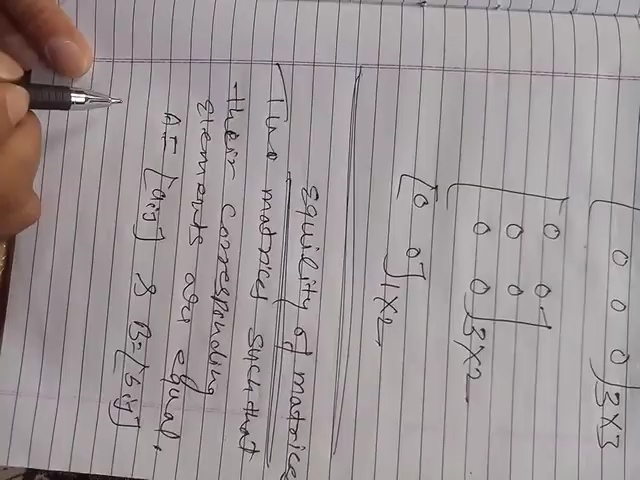 0 0 0]3×3
[0 0
0 0
0 0]3×2
[0 0]1×2
Equility of matrice
Two matrices such that
their corresponding
elements are equal,
A=[aij] & B=[bij]